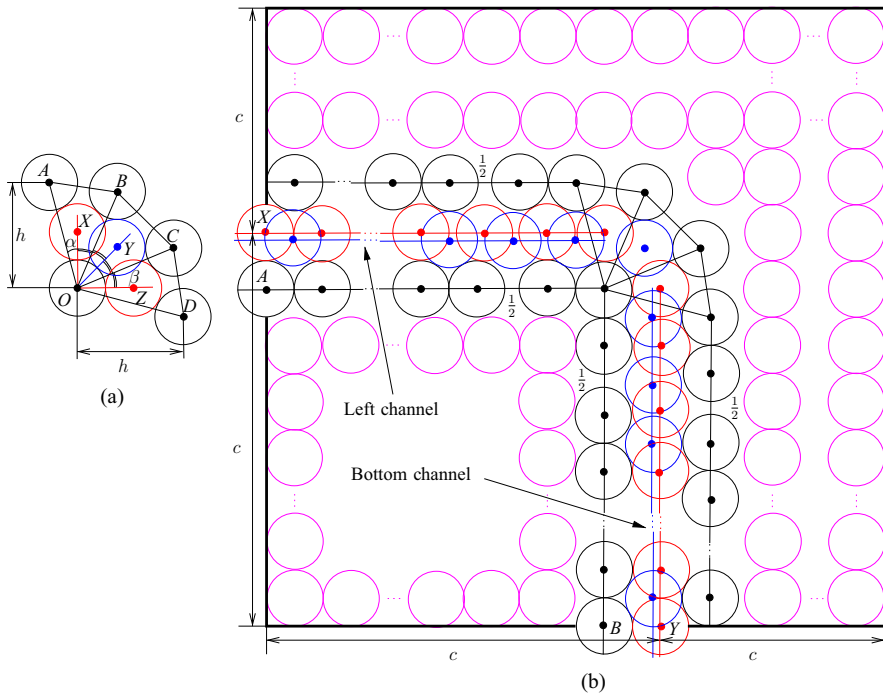 c
c
A
B
X
C
h
α
Y
β
O
Z
D
h
(a)
1/2
X
A
1/2
Left channel
1/2
1/2
Bottom channel
B
Y
c
c
(b)